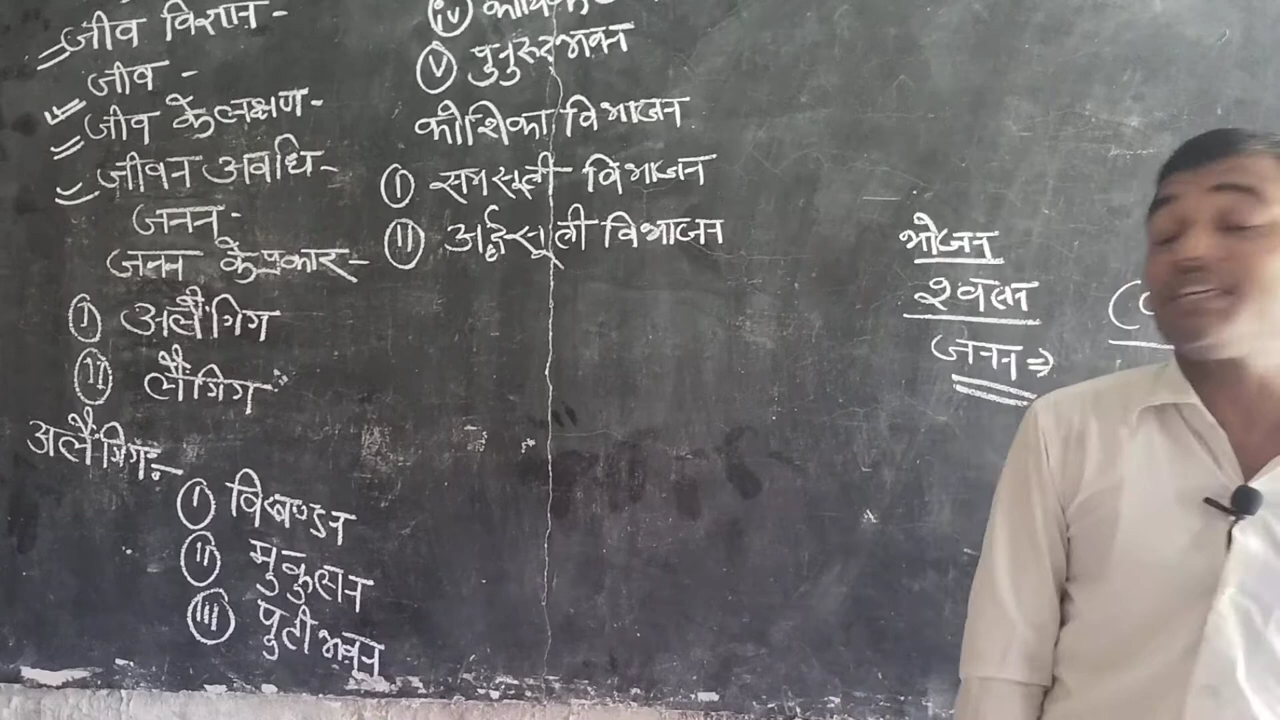 जीव विज्ञान -
जीव -
जीव के लक्षण -
जीवन अवधि -
जनन -
जनन के प्रकार -
(i) अलैंगिग
(ii) लैंगिग
अलैंगिग :-
(i) विखण्डन
(ii) मुकुलन
(iii) पुटी भवन
(iv)
(v) पुनुरुद्भवन
कोशिका विभाजन
(i) समसूत्री विभाजन
(ii) अर्द्धसूत्री विभाजन
भोजन
श्वसन
जनन ⇒